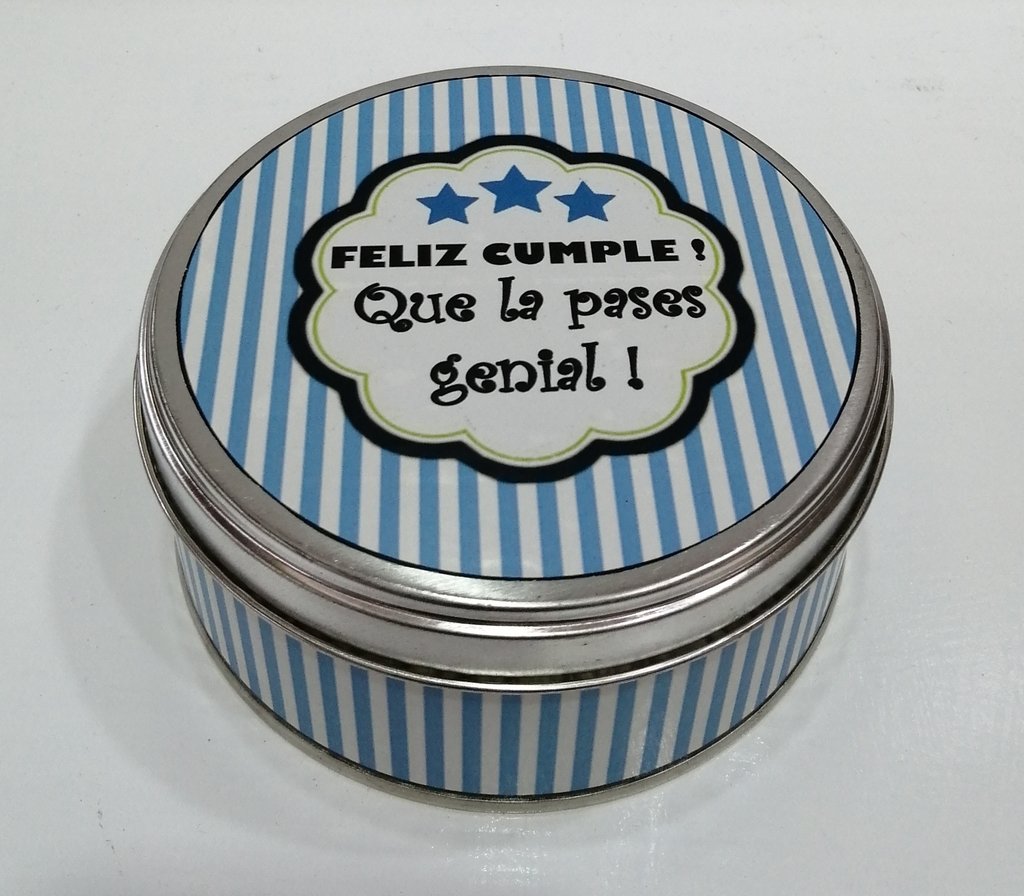 FELIZ CUMPLE !
Que la pases
genial !